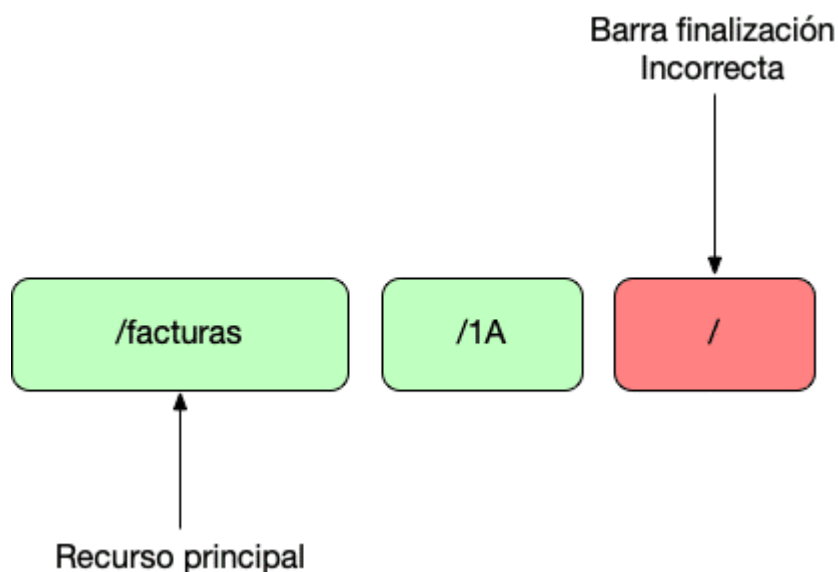 Barra finalización
Incorrecta
/facturas
/1A
/
Recurso principal